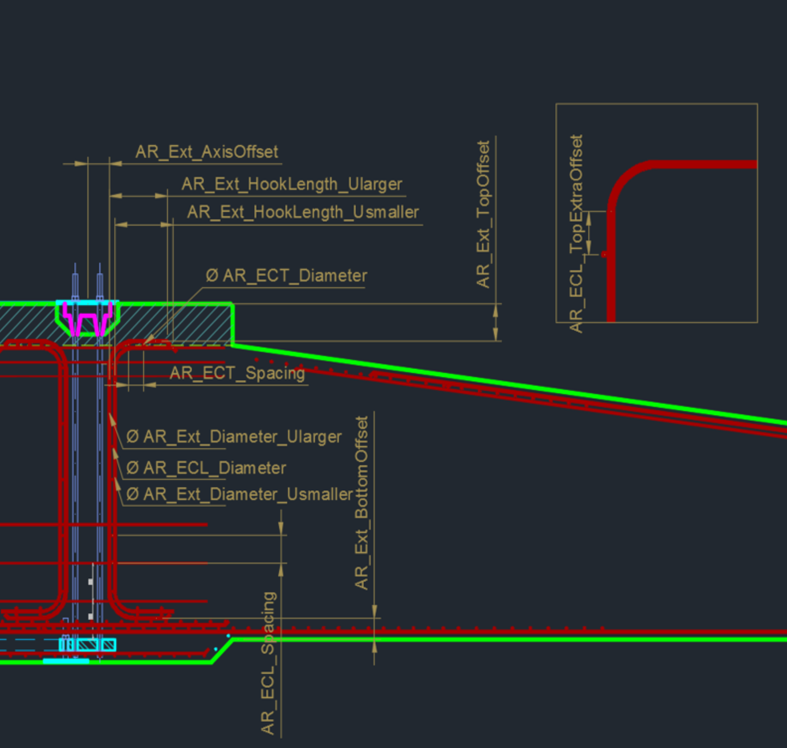 AR_Ext_AxisOffset
AR_Ext_HookLength_Ularger
AR_Ext_HookLength_Usmaller
AR_Ext_TopOffset
AR_ECL_TopExtraOffset
Ø AR_ECT_Diameter
AR_ECT_Spacing
Ø AR_Ext_Diameter_Ularger
Ø AR_ECL_Diameter
Ø AR_Ext_Diameter_Usmaller
AR_Ext_BottomOffset
AR_ECL_Spacing